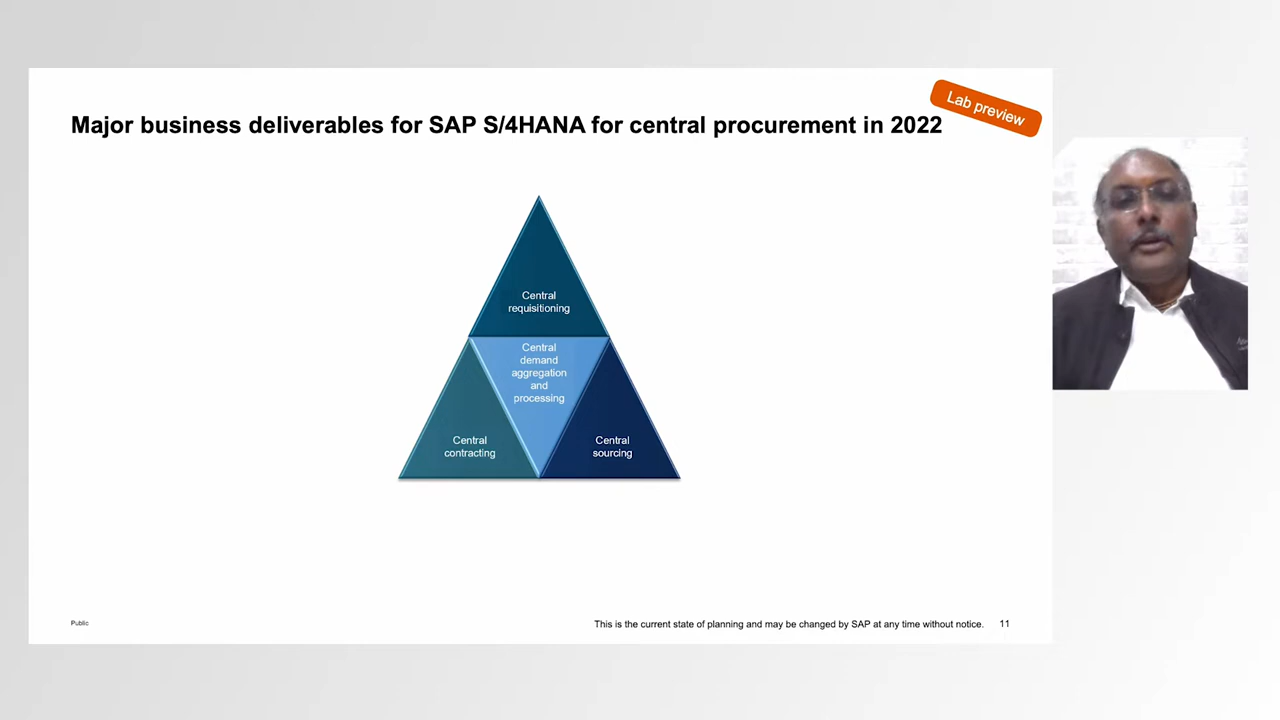 Lab preview
Major business deliverables for SAP S/4HANA for central procurement in 2022
Central
requisitioning
Central
demand
aggregation
and
processing
Central
contracting
Central
sourcing
Public
This is the current state of planning and may be changed by SAP at any time without notice.
11